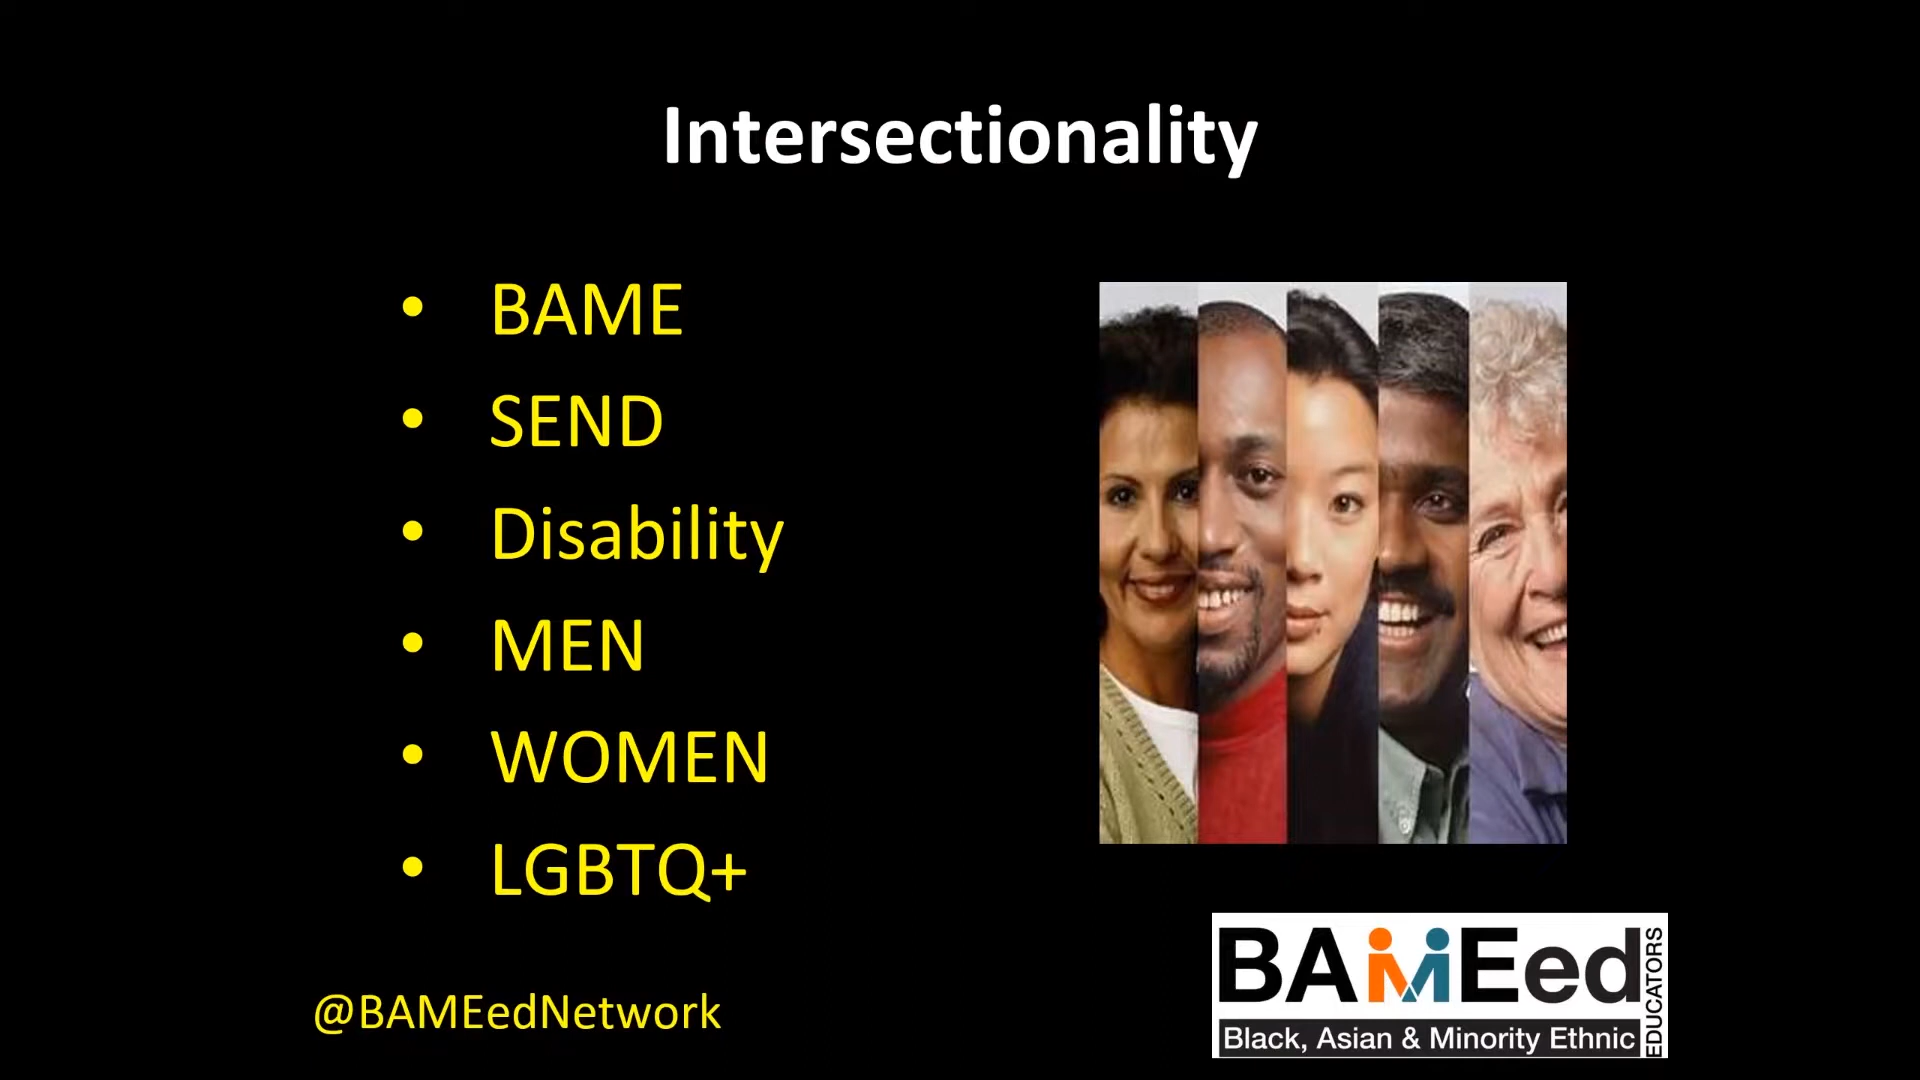 Intersectionality
• BAME
• SEND
• Disability
• MEN
• WOMEN
• LGBTQ+
@BAMEedNetwork
BAMEed
EDUCATORS
Black, Asian & Minority Ethnic